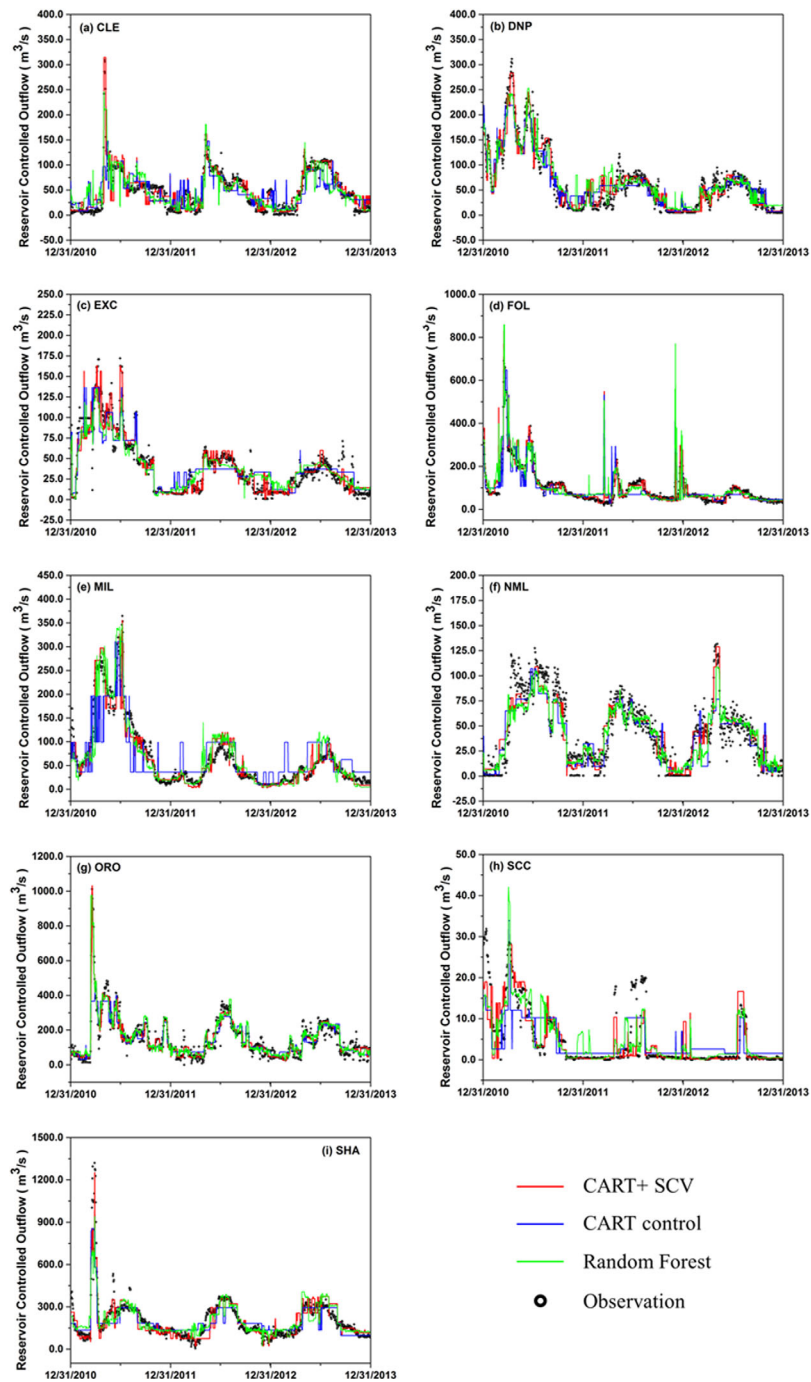 (a) CLE
Reservoir Controlled Outflow ( m³/s )
400.0
350.0
300.0
250.0
200.0
150.0
100.0
50.0
0.0
-50.0
12/31/2010 12/31/2011 12/31/2012 12/31/2013
(b) DNP
Reservoir Controlled Outflow ( m³/s )
400.0
350.0
300.0
250.0
200.0
150.0
100.0
50.0
0.0
-50.0
12/31/2010 12/31/2011 12/31/2012 12/31/2013
(c) EXC
Reservoir Controlled Outflow ( m³/s )
250.0
225.0
200.0
175.0
150.0
125.0
100.0
75.0
50.0
25.0
0.0
-25.0
12/31/2010 12/31/2011 12/31/2012 12/31/2013
(d) FOL
Reservoir Controlled Outflow ( m³/s )
1000.0
800.0
600.0
400.0
200.0
0.0
12/31/2010 12/31/2011 12/31/2012 12/31/2013
(e) MIL
Reservoir Controlled Outflow ( m³/s )
450.0
400.0
350.0
300.0
250.0
200.0
150.0
100.0
50.0
0.0
12/31/2010 12/31/2011 12/31/2012 12/31/2013
(f) NML
Reservoir Controlled Outflow ( m³/s )
200.0
175.0
150.0
125.0
100.0
75.0
50.0
25.0
0.0
-25.0
12/31/2010 12/31/2011 12/31/2012 12/31/2013
(g) ORO
Reservoir Controlled Outflow ( m³/s )
1200.0
1000.0
800.0
600.0
400.0
200.0
0.0
12/31/2010 12/31/2011 12/31/2012 12/31/2013
(h) SCC
Reservoir Controlled Outflow ( m³/s )
50.0
40.0
30.0
20.0
10.0
0.0
12/31/2010 12/31/2011 12/31/2012 12/31/2013
(i) SHA
Reservoir Controlled Outflow ( m³/s )
1500.0
1200.0
900.0
600.0
300.0
0.0
12/31/2010 12/31/2011 12/31/2012 12/31/2013
CART+ SCV
CART control
Random Forest
Observation